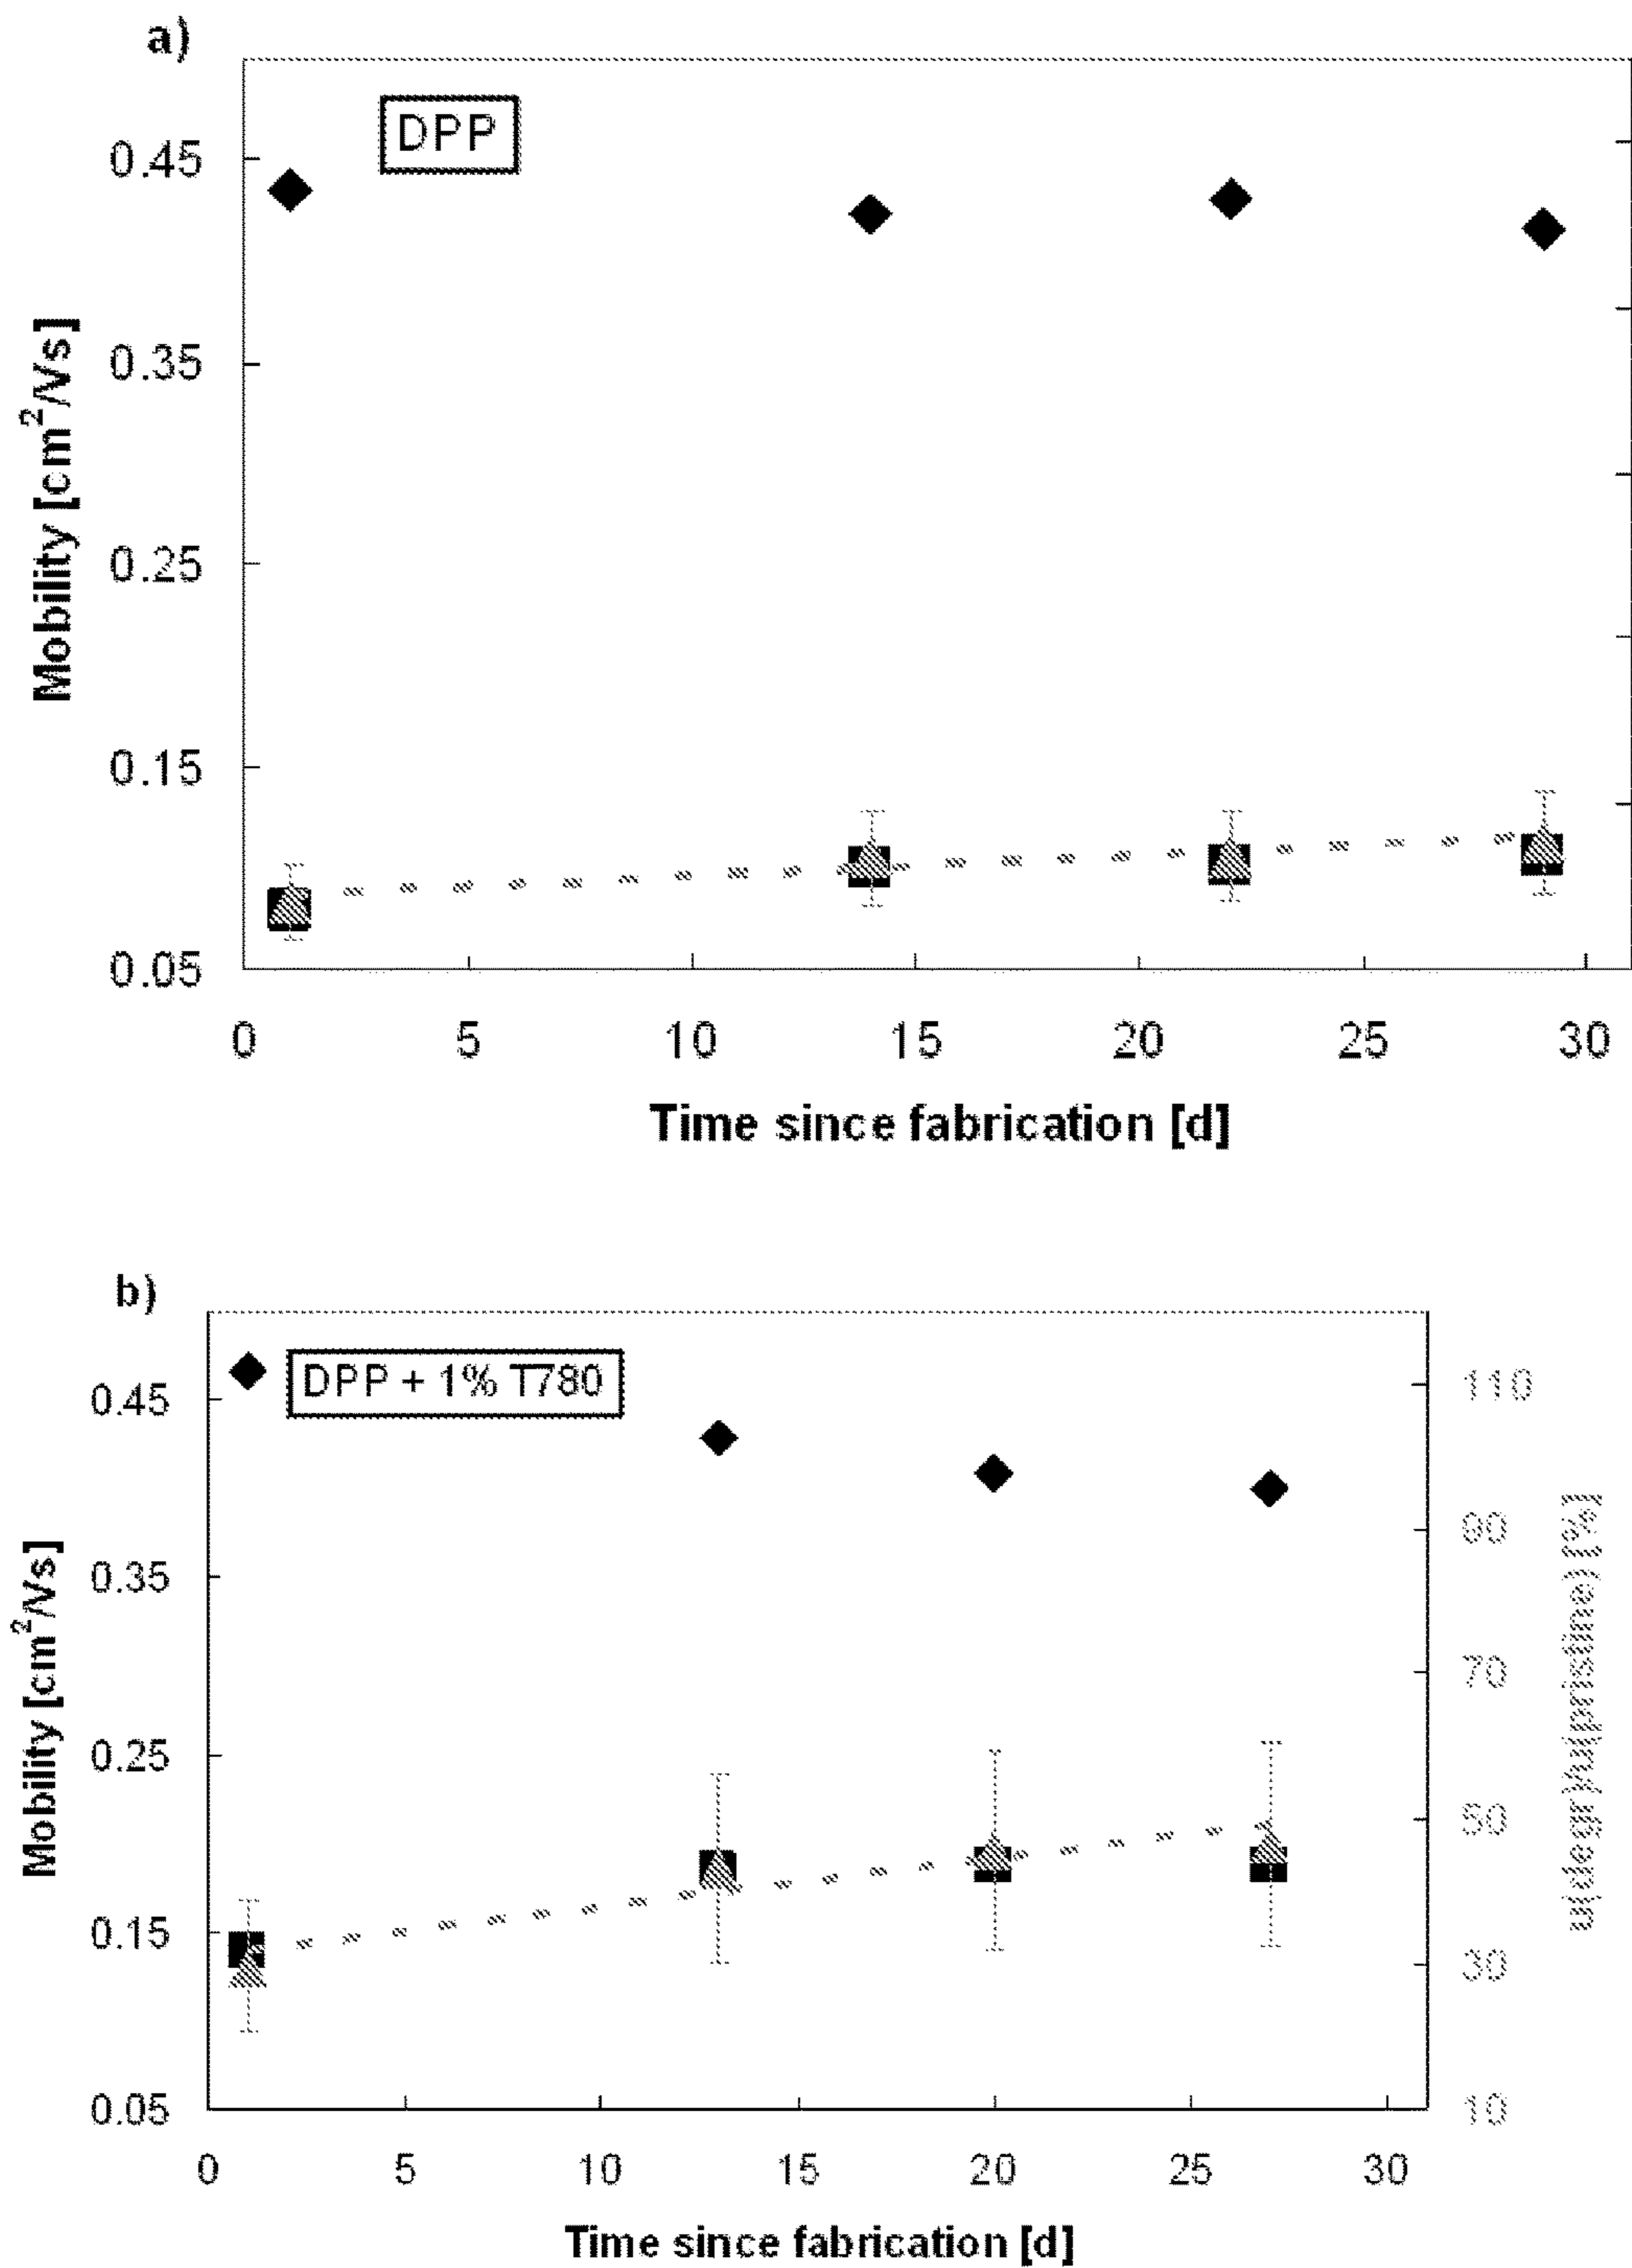 a)
DPP
0.45
0.35
0.25
0.15
0.05
Mobility [cm²/Vs]
0 5 10 15 20 25 30
Time since fabrication [d]
b)
DPP + 1% T780
0.45
0.35
0.25
0.15
0.05
Mobility [cm²/Vs]
110
90
70
50
30
10
u(degr)/u(pristine) [%]
0 5 10 15 20 25 30
Time since fabrication [d]